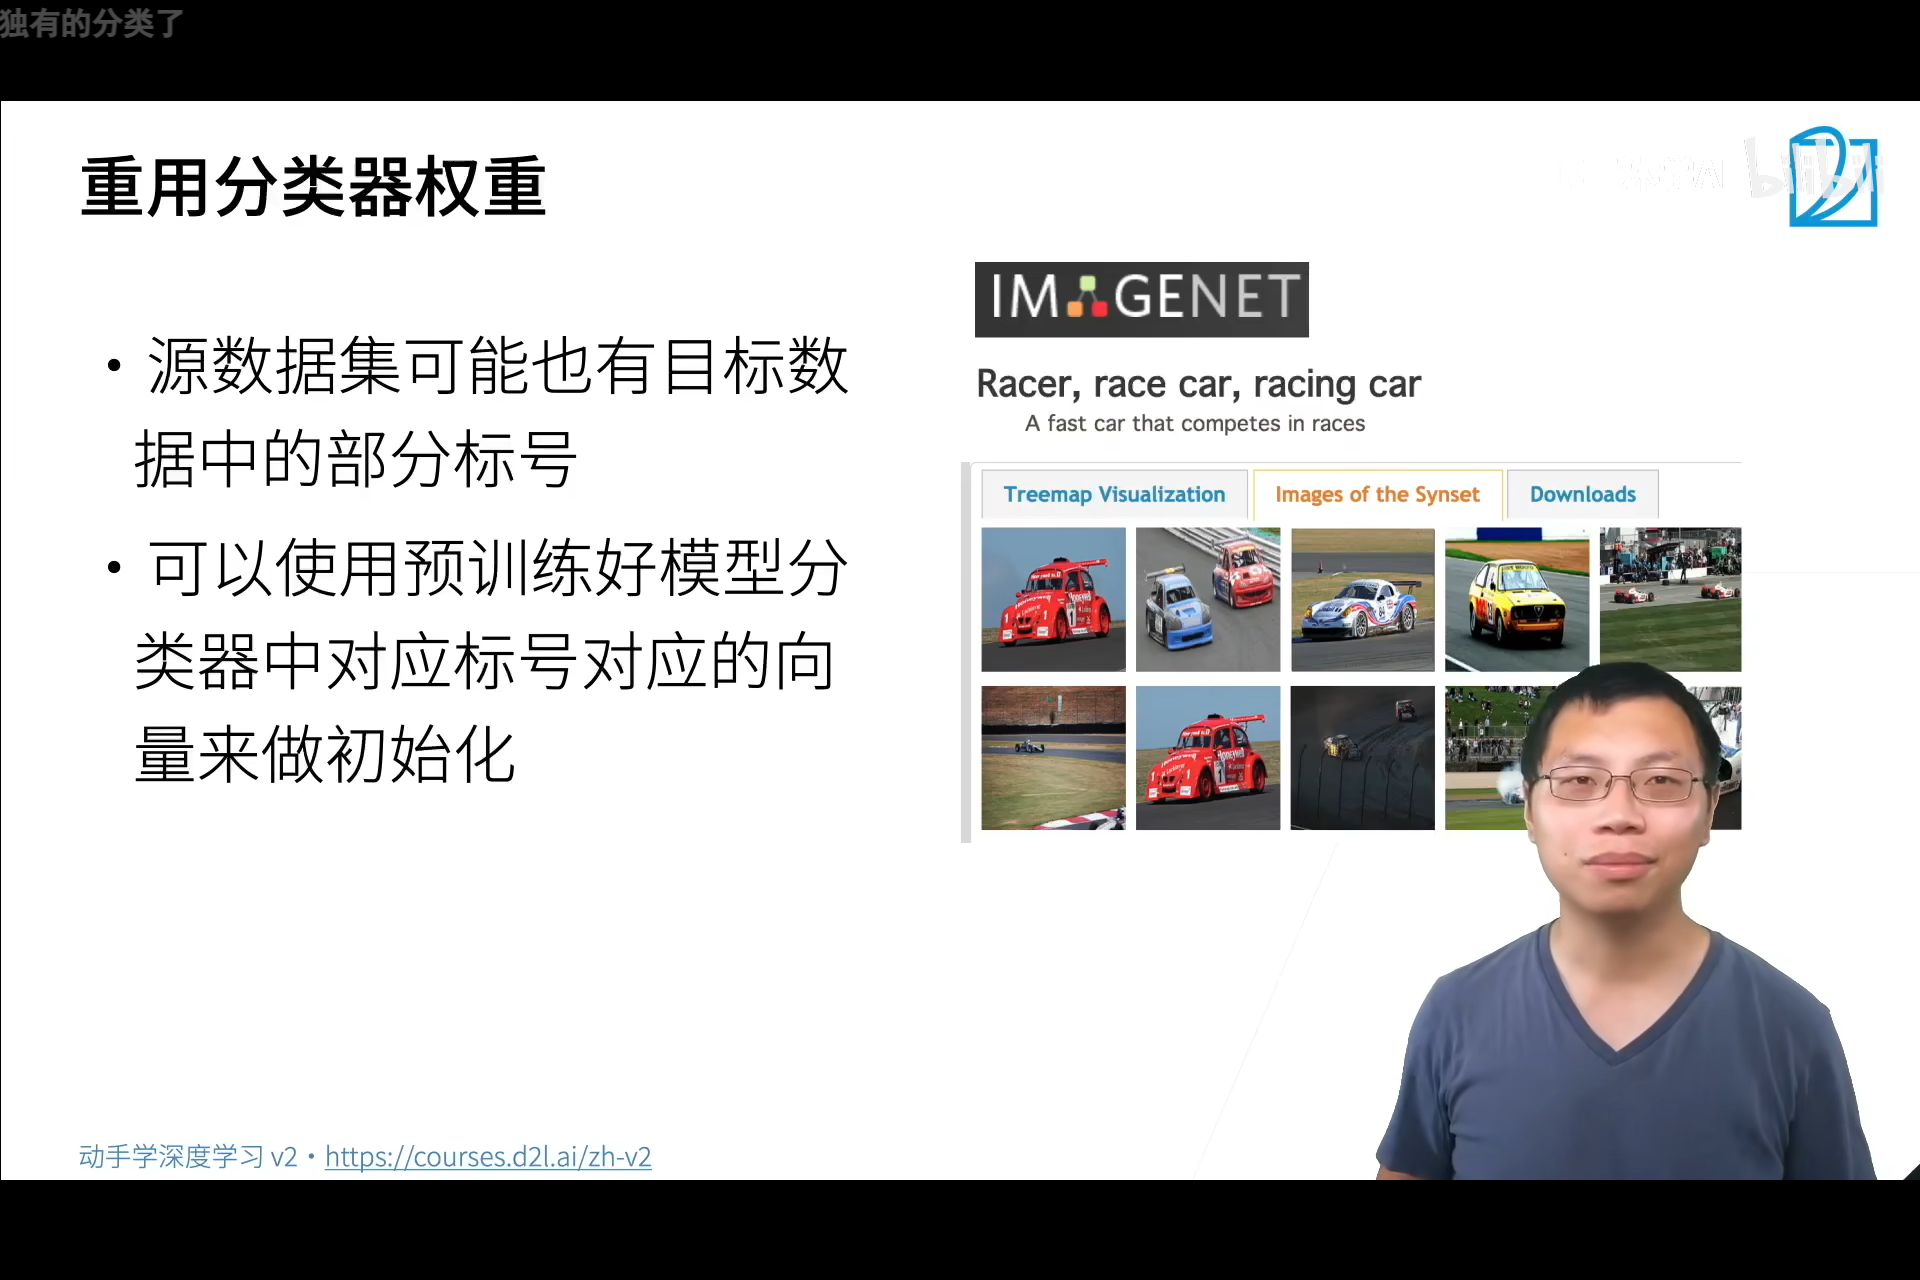 独有的分类了
重用分类器权重
bilibili
IMAGENET
Racer, race car, racing car
A fast car that competes in races
Treemap Visualization Images of the Synset Downloads
• 源数据集可能也有目标数
据中的部分标号
• 可以使用预训练好模型分
类器中对应标号对应的向
量来做初始化
动手学深度学习 v2 • https://courses.d2l.ai/zh-v2